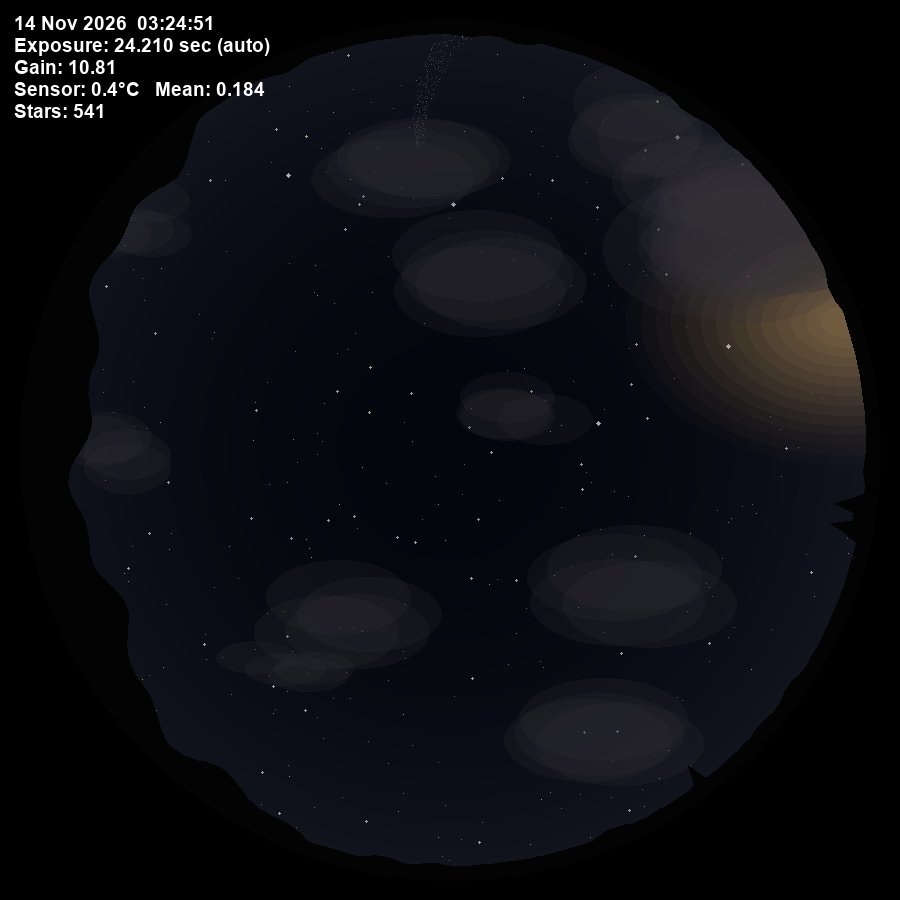 14 Nov 2026 03:24:51
Exposure: 24.210 sec (auto)
Gain: 10.81
Sensor: 0.4°C Mean: 0.184
Stars: 541